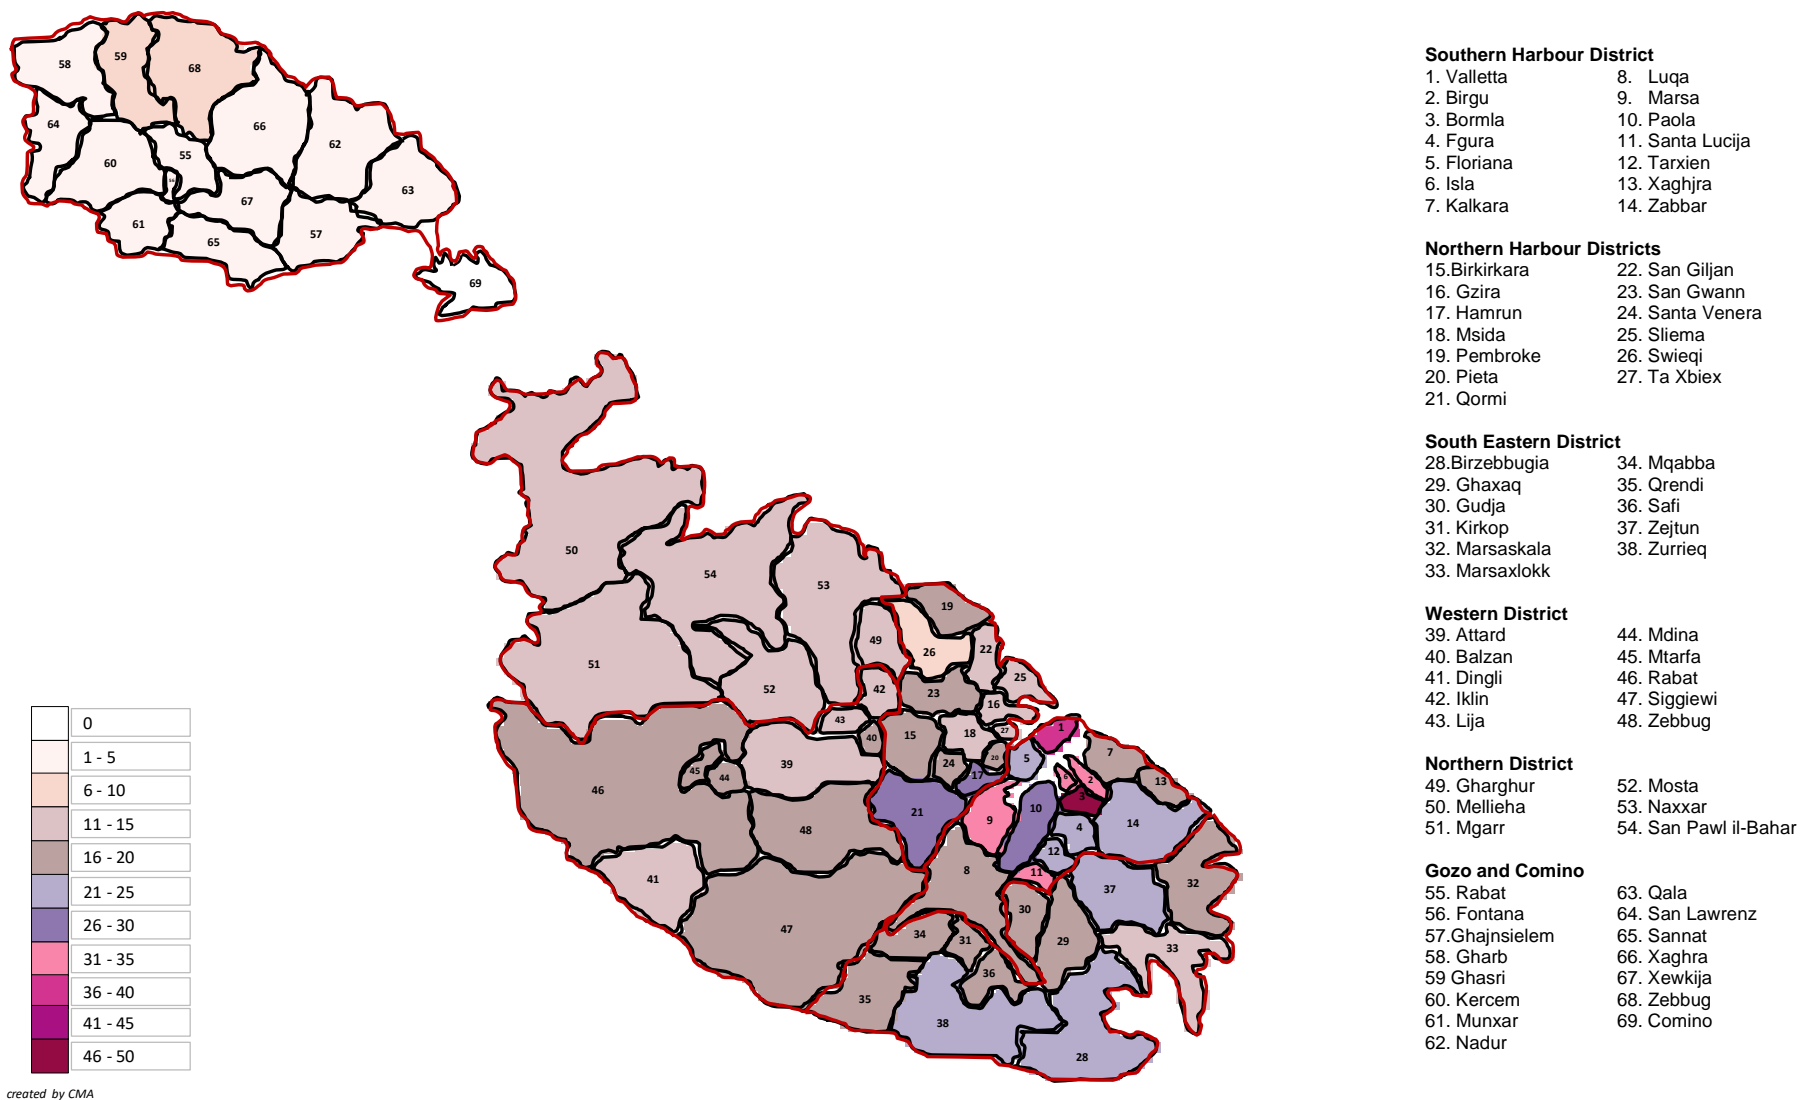 58
59
68
64
66
62
55
60
56
63
67
61
57
65
69
50
54
53
19
49
22
26
51
25
52
42
23
16
43
18
27
1
15
40
5
20
7
24
39
45
44
17
6
2
13
46
3
21
10
9
14
48
4
12
8
11
41
37
32
30
47
34
31
29
33
36
35
38
28
0
1 - 5
6 - 10
11 - 15
16 - 20
21 - 25
26 - 30
31 - 35
36 - 40
41 - 45
46 - 50
created by CMA
Southern Harbour District
1. Valletta 8. Luqa
2. Birgu 9. Marsa
3. Bormla 10. Paola
4. Fgura 11. Santa Lucija
5. Floriana 12. Tarxien
6. Isla 13. Xaghjra
7. Kalkara 14. Zabbar
Northern Harbour Districts
15.Birkirkara 22. San Giljan
16. Gzira 23. San Gwann
17. Hamrun 24. Santa Venera
18. Msida 25. Sliema
19. Pembroke 26. Swieqi
20. Pieta 27. Ta Xbiex
21. Qormi
South Eastern District
28.Birzebbugia 34. Mqabba
29. Ghaxaq 35. Qrendi
30. Gudja 36. Safi
31. Kirkop 37. Zejtun
32. Marsaskala 38. Zurrieq
33. Marsaxlokk
Western District
39. Attard 44. Mdina
40. Balzan 45. Mtarfa
41. Dingli 46. Rabat
42. Iklin 47. Siggiewi
43. Lija 48. Zebbug
Northern District
49. Gharghur 52. Mosta
50. Mellieha 53. Naxxar
51. Mgarr 54. San Pawl il-Bahar
Gozo and Comino
55. Rabat 63. Qala
56. Fontana 64. San Lawrenz
57.Ghajnsielem 65. Sannat
58. Gharb 66. Xaghra
59 Ghasri 67. Xewkija
60. Kercem 68. Zebbug
61. Munxar 69. Comino
62. Nadur